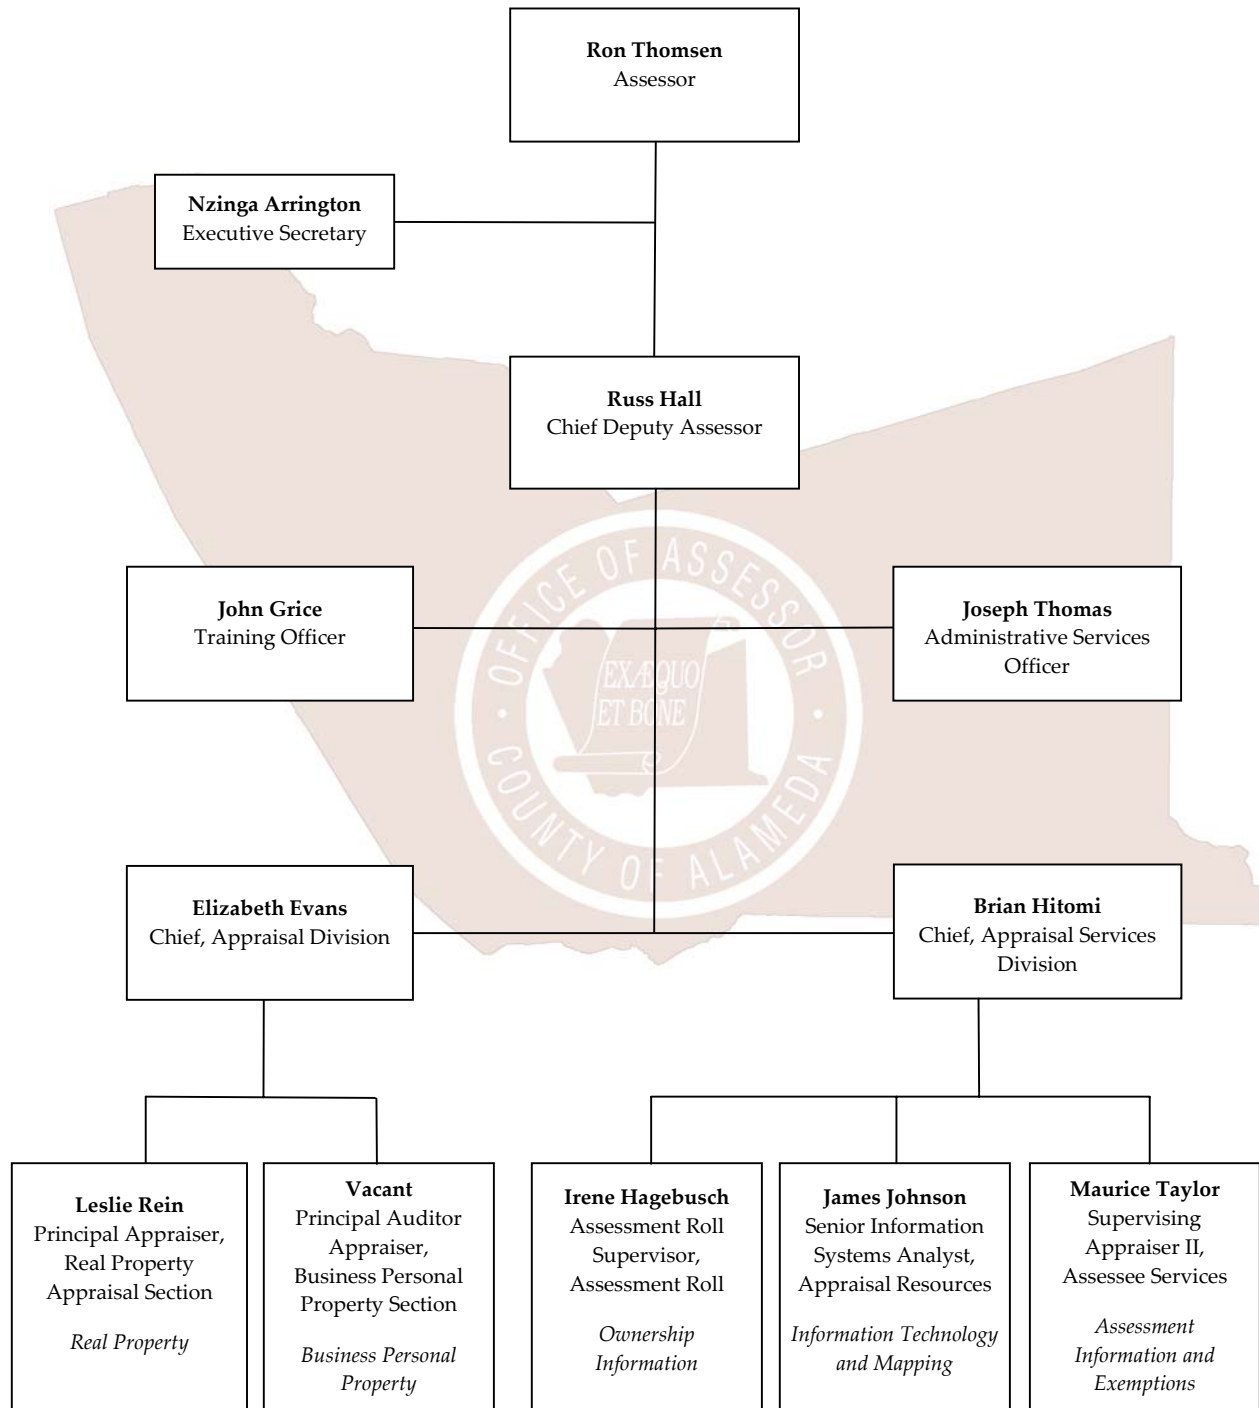 Ron Thomsen
Assessor
Nzinga Arrington
Executive Secretary
Russ Hall
Chief Deputy Assessor
OFFICE OF ASSESSOR
COUNTY OF ALAMEDA
EXÆQUO
ET BONE
John Grice
Training Officer
Joseph Thomas
Administrative Services
Officer
Elizabeth Evans
Chief, Appraisal Division
Brian Hitomi
Chief, Appraisal Services
Division
Leslie Rein
Principal Appraiser,
Real Property
Appraisal Section
Real Property
Vacant
Principal Auditor
Appraiser,
Business Personal
Property Section
Business Personal
Property
Irene Hagebusch
Assessment Roll
Supervisor,
Assessment Roll
Ownership
Information
James Johnson
Senior Information
Systems Analyst,
Appraisal Resources
Information Technology
and Mapping
Maurice Taylor
Supervising
Appraiser II,
Assessee Services
Assessment
Information and
Exemptions